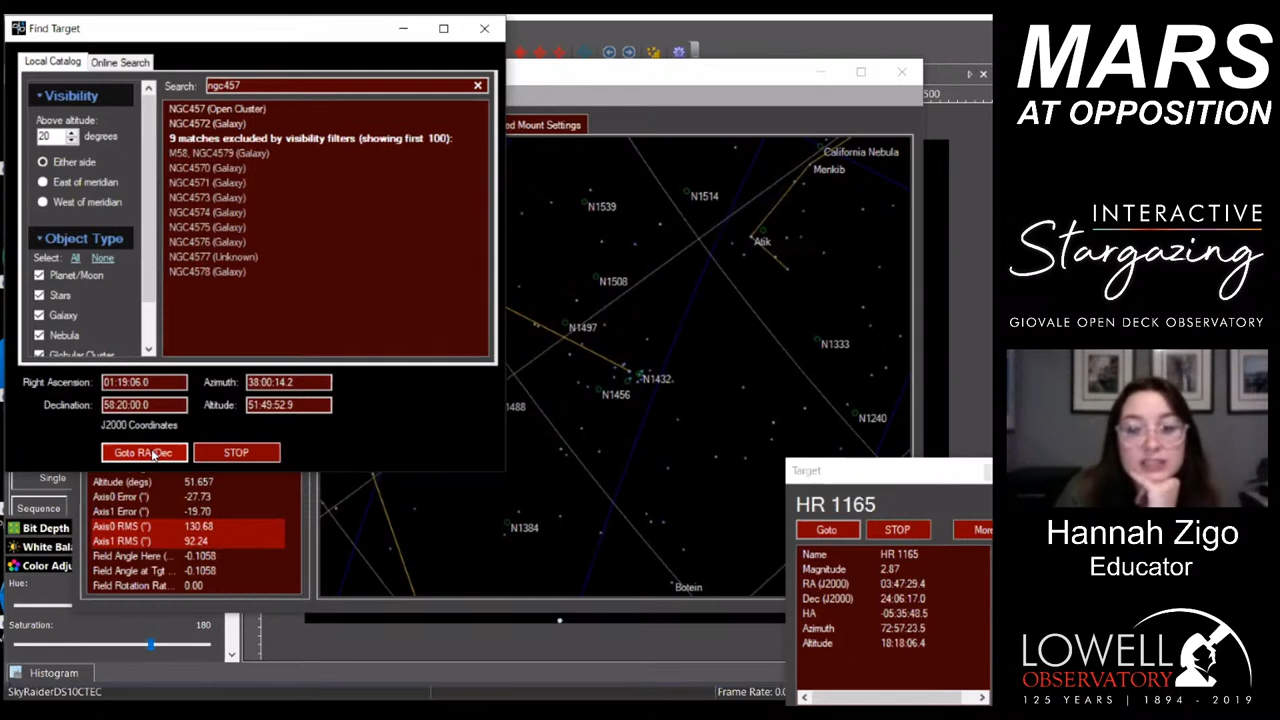 Find Target
Local Catalog
Online Search
Visibility
Above altitude:
20 degrees
Either side
East of meridian
West of meridian
Object Type
Select: All None
Planet/Moon
Stars
Galaxy
Nebula
Globular Cluster
Search: ngc457
NGC457 (Open Cluster)
NGC4572 (Galaxy)
9 matches excluded by visibility filters (showing first 100):
M58, NGC4579 (Galaxy)
NGC4570 (Galaxy)
NGC4571 (Galaxy)
NGC4573 (Galaxy)
NGC4574 (Galaxy)
NGC4575 (Galaxy)
NGC4576 (Galaxy)
NGC4577 (Unknown)
NGC4578 (Galaxy)
Right Ascension: 01:19:06.0 Azimuth: 38:00:14.2
Declination: 58:20:00.0 Altitude: 51:49:52.9
J2000 Coordinates
Goto RA/Dec STOP
Single
Sequence
Bit Depth
White Bala
Color Adju
Hue:
Saturation: 180
Histogram
SkyRaiderDS10CTEC
Frame Rate: 0.0
Altitude (degs) 51.657
Axis0 Error (") -27.73
Axis1 Error (") -19.70
Axis0 RMS (") 130.68
Axis1 RMS (") 92.24
Field Angle Here (... -0.1058
Field Angle at Tgt ... -0.1058
Field Rotation Rat... 0.00
500
ed Mount Settings
California Nebula
Menkib
N1514
N1539
Atik
N1508
N1497
N1333
N1432
N1456
1488
N1240
N1384
Botein
Target
HR 1165
Goto STOP More
Name HR 1165
Magnitude 2.87
RA (J2000) 03:47:29.4
Dec (J2000) 24:06:17.0
HA -05:35:48.5
Azimuth 72:57:23.5
Altitude 18:18:06.4
MARS
AT OPPOSITION
INTERACTIVE
Stargazing
GIOVALE OPEN DECK OBSERVATORY
Hannah Zigo
Educator
LOWELL
OBSERVATORY
125 YEARS | 1894 - 2019